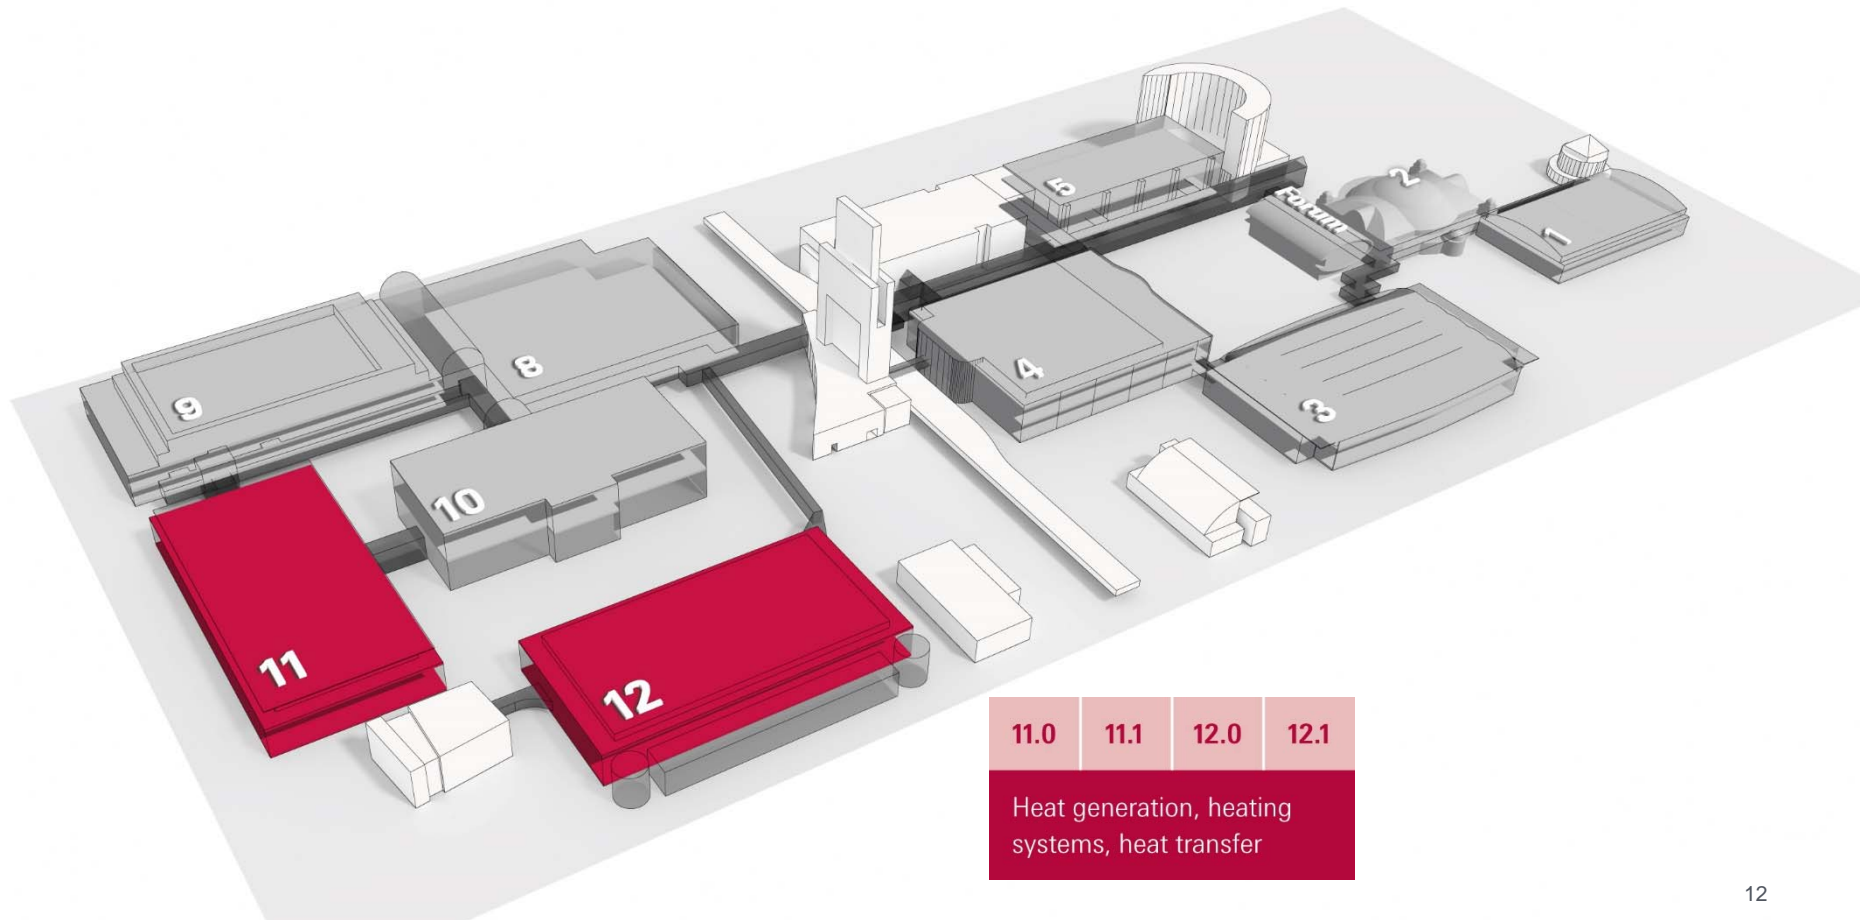 5
2
Forum
1
8
4
3
9
10
11
12
11.0 11.1 12.0 12.1
Heat generation, heating
systems, heat transfer
12